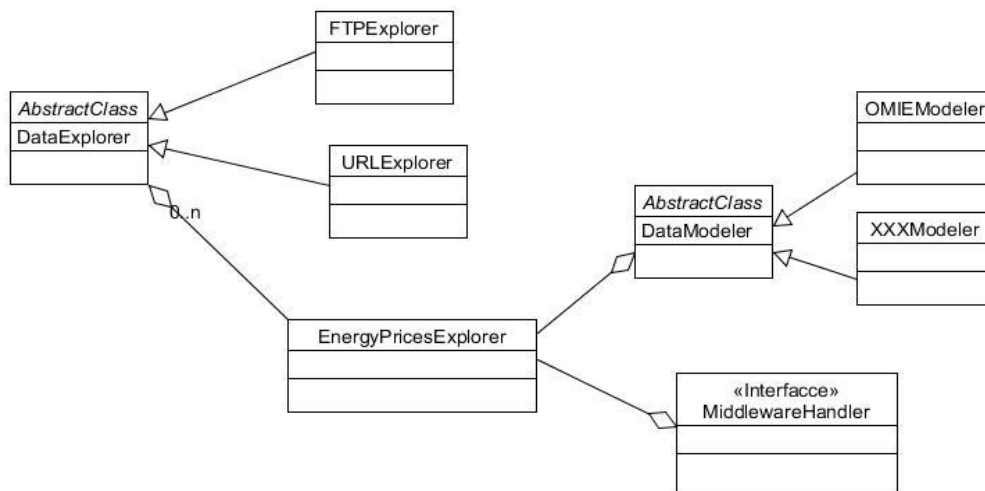 FTPExplorer
AbstractClass
DataExplorer
URLExplorer
0..n
OMIEModeler
AbstractClass
DataModeler
XXXModeler
EnergyPricesExplorer
«Interfacce»
MiddlewareHandler